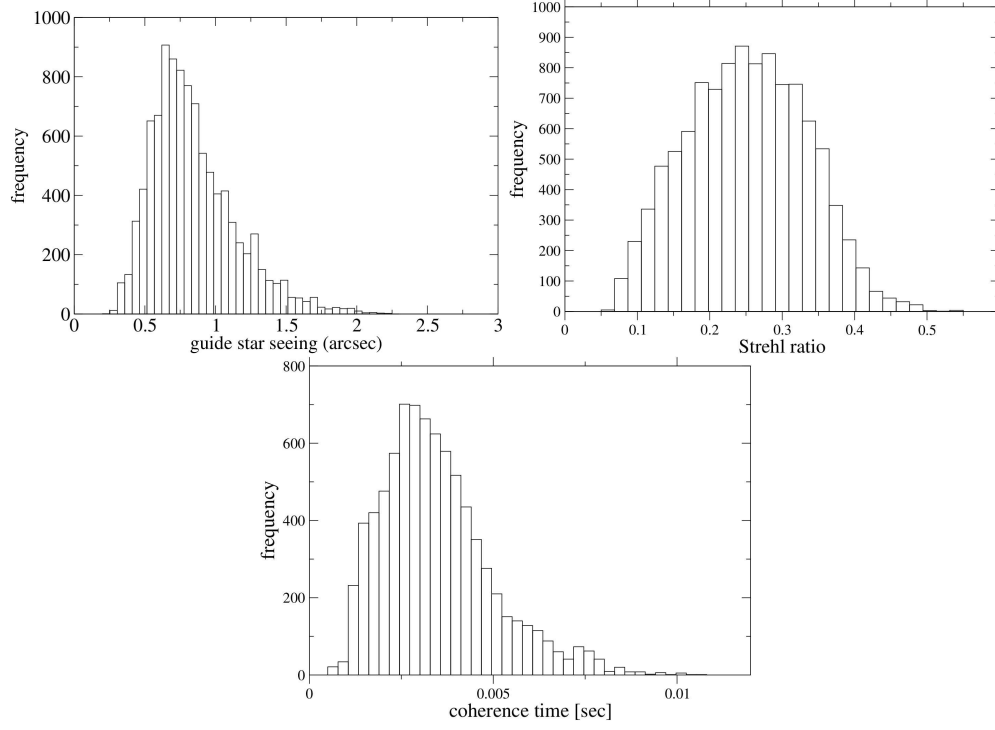 1000
800
600
400
200
0
frequency
0 0.5 1 1.5 2 2.5 3
guide star seeing (arcsec)
1000
900
800
700
600
500
400
300
200
100
0
frequency
0 0.1 0.2 0.3 0.4 0.5
Strehl ratio
800
600
400
200
0
frequency
0 0.005 0.01
coherence time [sec]